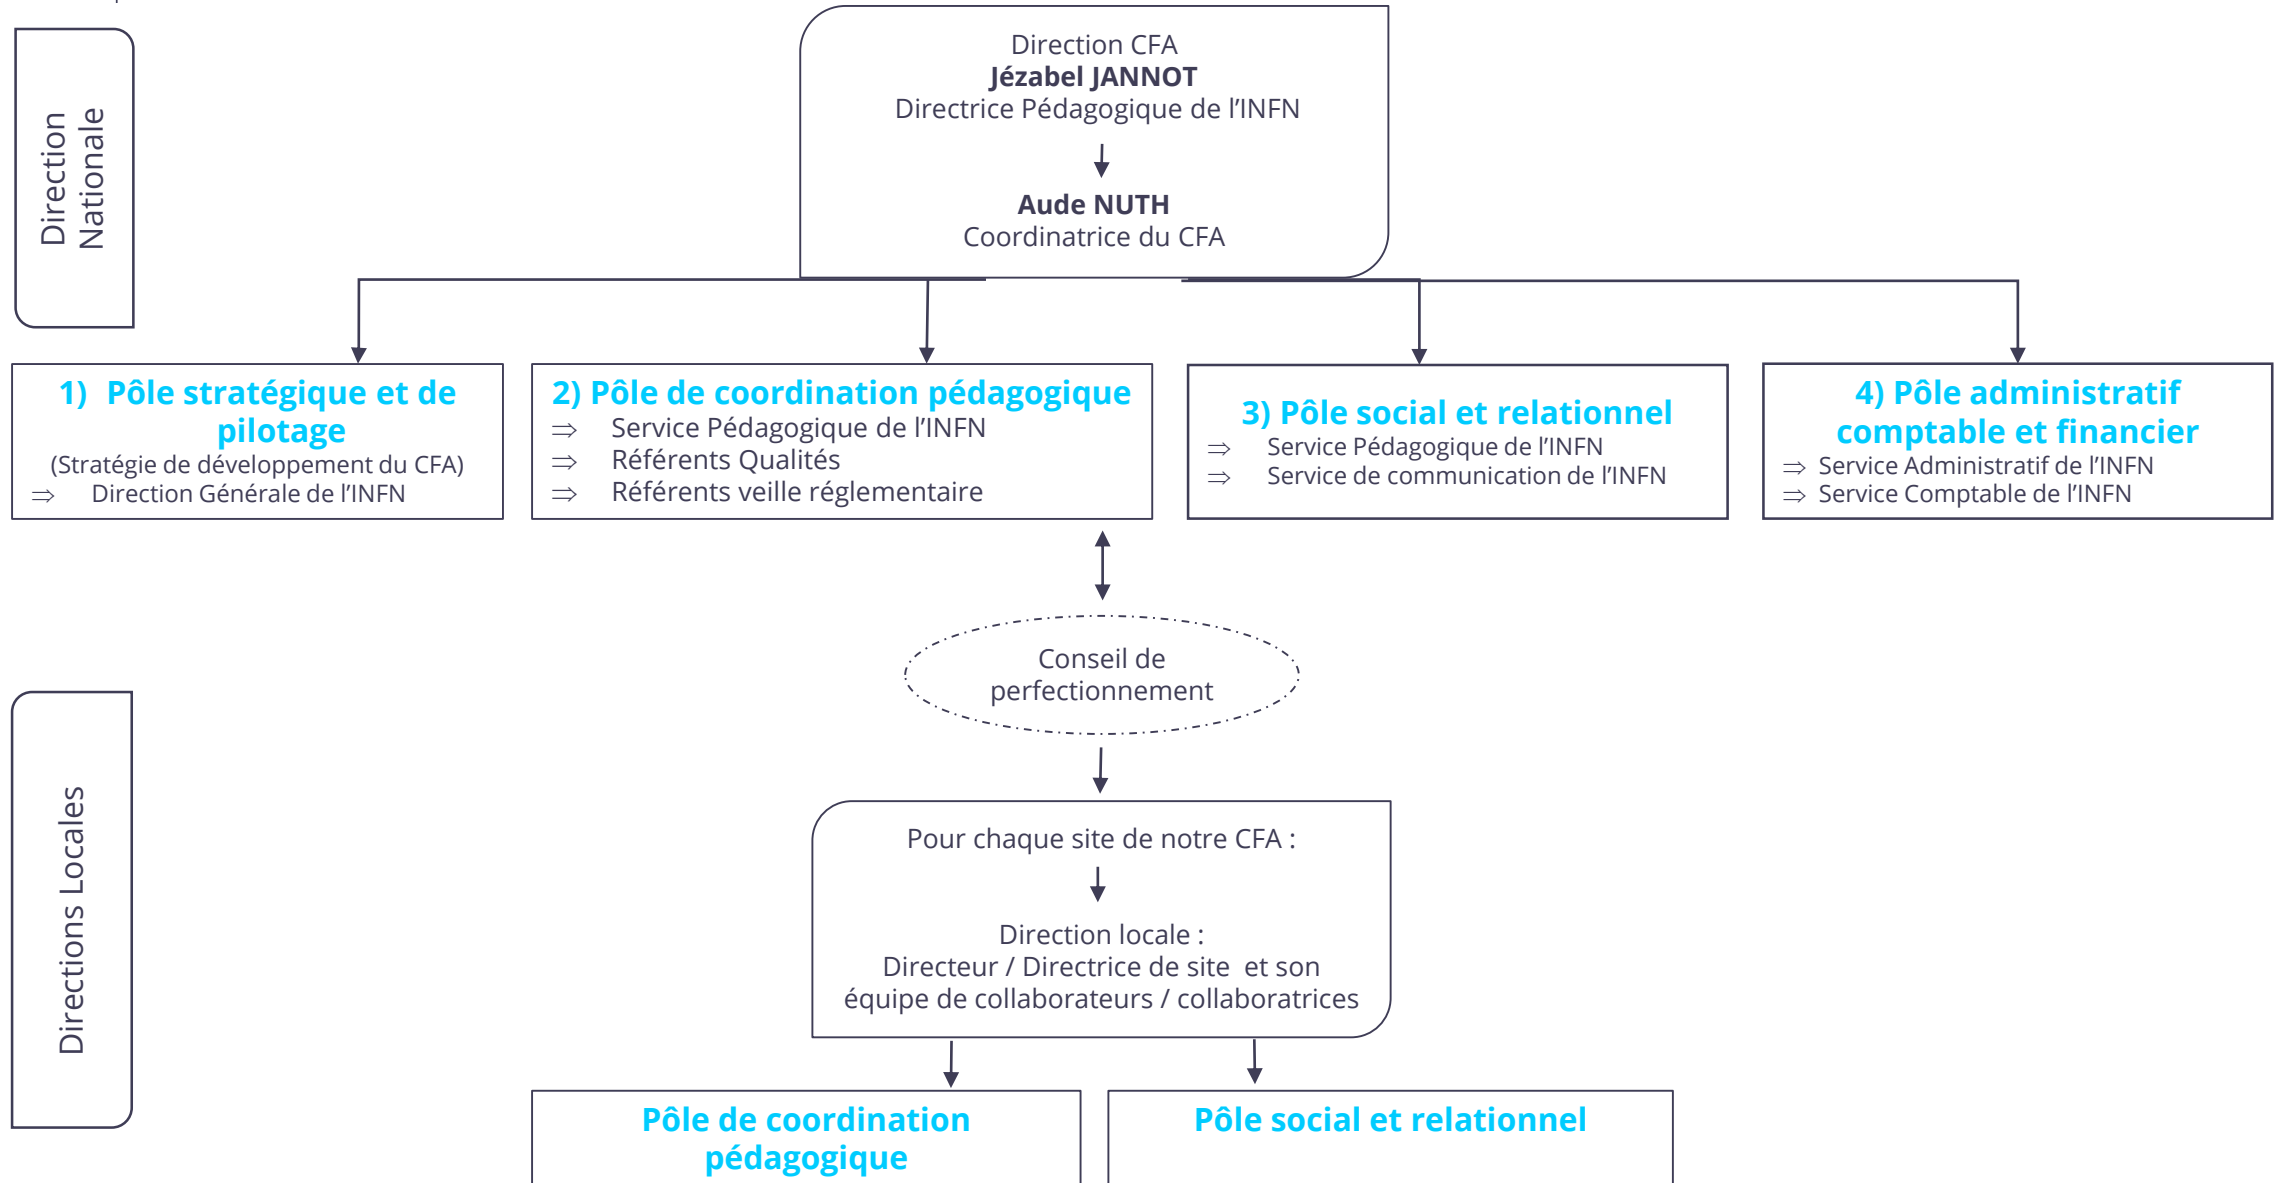 Direction CFA
Jézabel JANNOT
Directrice Pédagogique de l’INFN
Aude NUTH
Coordinatrice du CFA
Direction
Nationale
1) Pôle stratégique et de
pilotage
(Stratégie de développement du CFA)
⇒ Direction Générale de l’INFN
2) Pôle de coordination pédagogique
⇒ Service Pédagogique de l’INFN
⇒ Référents Qualités
⇒ Référents veille réglementaire
3) Pôle social et relationnel
⇒ Service Pédagogique de l’INFN
⇒ Service de communication de l’INFN
4) Pôle administratif
comptable et financier
⇒ Service Administratif de l’INFN
⇒ Service Comptable de l’INFN
Conseil de
perfectionnement
Directions Locales
Pour chaque site de notre CFA :
Direction locale :
Directeur / Directrice de site et son
équipe de collaborateurs / collaboratrices
Pôle de coordination
pédagogique
Pôle social et relationnel